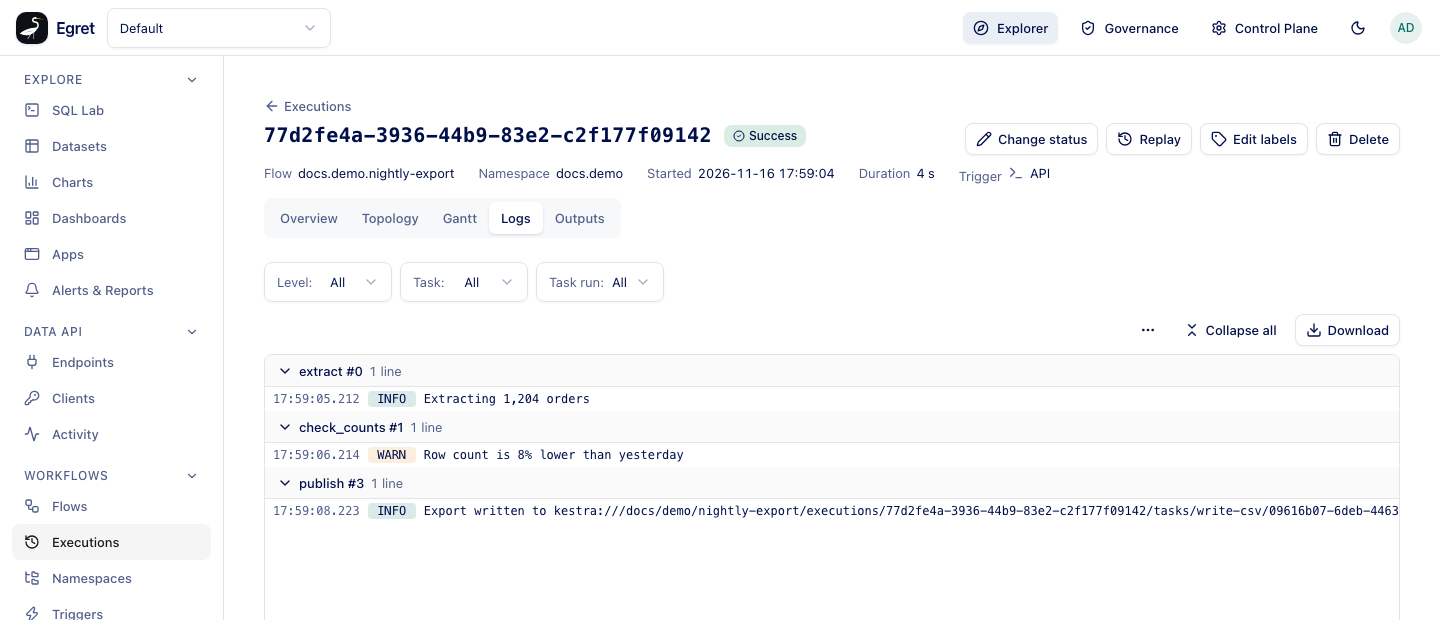 Egret
Default
Explorer
Governance
Control Plane
AD
EXPLORE
SQL Lab
Datasets
Charts
Dashboards
Apps
Alerts & Reports
DATA API
Endpoints
Clients
Activity
WORKFLOWS
Flows
Executions
Namespaces
Triggers
Executions
77d2fe4a-3936-44b9-83e2-c2f177f09142
Success
Change status
Replay
Edit labels
Delete
Flow docs.demo.nightly-export Namespace docs.demo Started 2026-11-16 17:59:04 Duration 4 s Trigger API
Overview Topology Gantt Logs Outputs
Level: All
Task: All
Task run: All
Collapse all
Download
extract #0 1 line
17:59:05.212 INFO Extracting 1,204 orders
check_counts #1 1 line
17:59:06.214 WARN Row count is 8% lower than yesterday
publish #3 1 line
17:59:08.223 INFO Export written to kestra:///docs/demo/nightly-export/executions/77d2fe4a-3936-44b9-83e2-c2f177f09142/tasks/write-csv/09616b07-6deb-4463